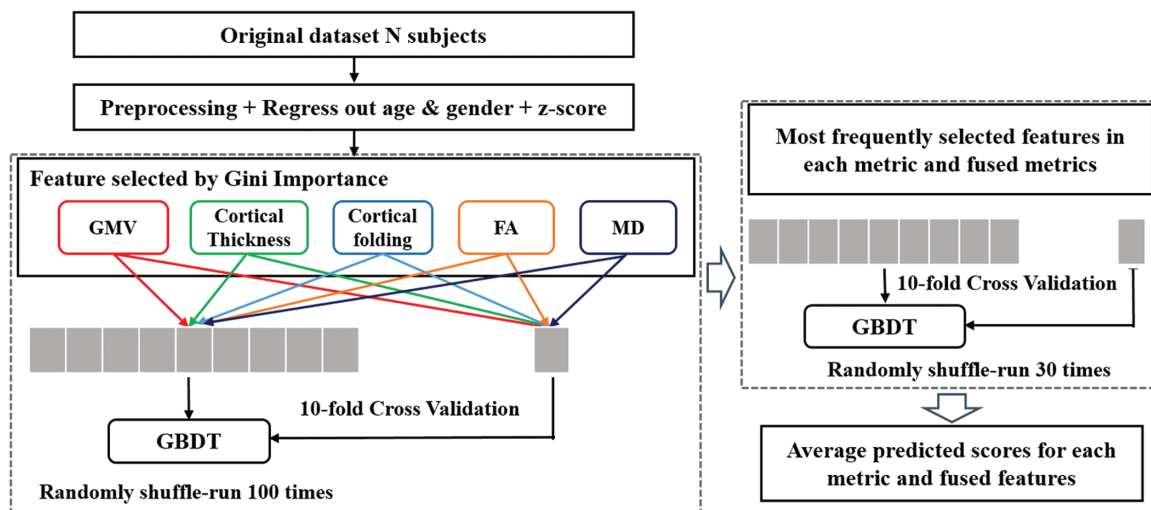 Original dataset N subjects
Preprocessing + Regress out age & gender + z-score
Feature selected by Gini Importance
GMV
Cortical
Thickness
Cortical
folding
FA
MD
10-fold Cross Validation
GBDT
Randomly shuffle-run 100 times
Most frequently selected features in
each metric and fused metrics
10-fold Cross Validation
GBDT
Randomly shuffle-run 30 times
Average predicted scores for each
metric and fused features